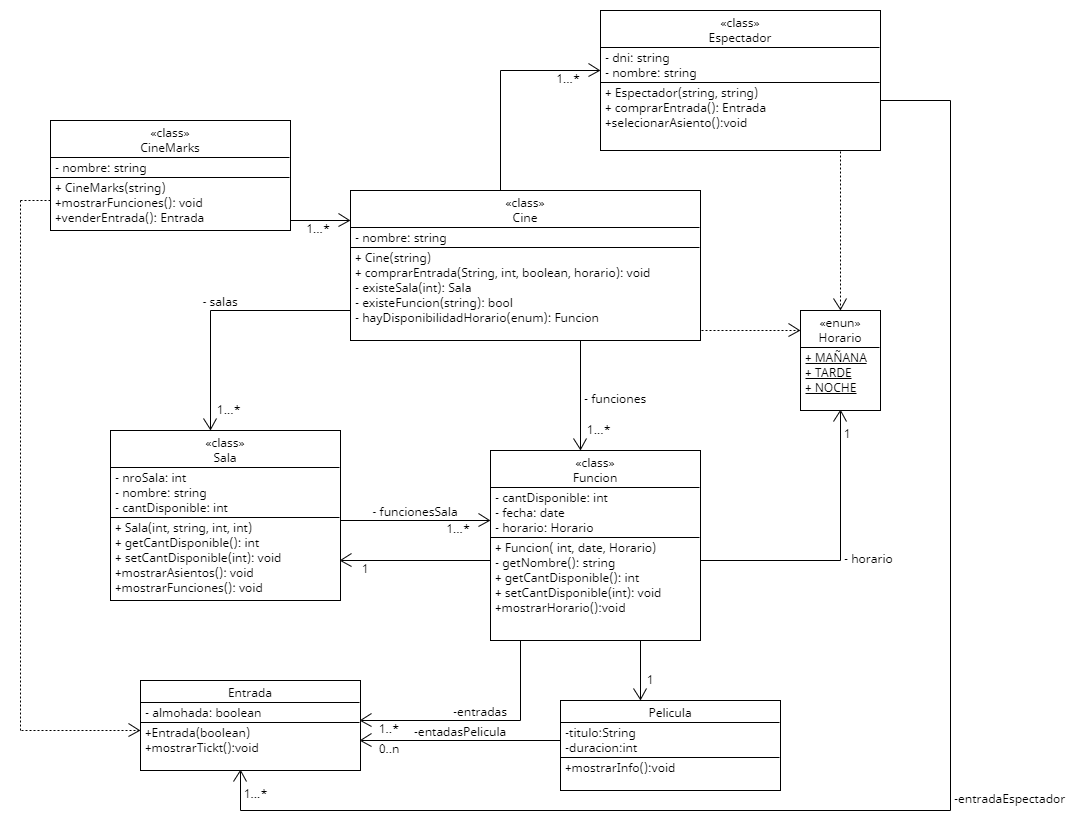 «class»
Espectador
- dni: string
- nombre: string
+ Espectador(string, string)
+ comprarEntrada(): Entrada
+selecionarAsiento():void
1...*
«class»
CineMarks
- nombre: string
+ CineMarks(string)
+mostrarFunciones(): void
+venderEntrada(): Entrada
1...*
«class»
Cine
- nombre: string
+ Cine(string)
+ comprarEntrada(String, int, boolean, horario): void
- existeSala(int): Sala
- existeFuncion(string): bool
- hayDisponibilidadHorario(enum): Funcion
- salas
1...*
«enun»
Horario
+ MAÑANA
+ TARDE
+ NOCHE
1
- funciones
1...*
«class»
Sala
- nroSala: int
- nombre: string
- cantDisponible: int
+ Sala(int, string, int, int)
+ getCantDisponible(): int
+ setCantDisponible(int): void
+mostrarAsientos(): void
+mostrarFunciones(): void
- funcionesSala
1...*
1
«class»
Funcion
- cantDisponible: int
- fecha: date
- horario: Horario
+ Funcion( int, date, Horario)
- getNombre(): string
+ getCantDisponible(): int
+ setCantDisponible(int): void
+mostrarHorario():void
- horario
1
Entrada
- almohada: boolean
+Entrada(boolean)
+mostrarTickt():void
-entradas
1..*
-entadasPelicula
0..n
Pelicula
-titulo:String
-duracion:int
+mostrarInfo():void
1...*
-entradaEspectador